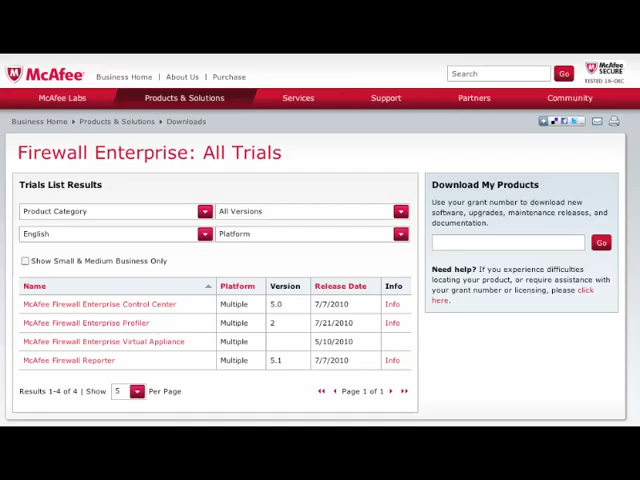 McAfee Business Home | About Us | Purchase Search Go McAfee SECURE
TESTED 18-DEC
McAfee Labs Products & Solutions Services Support Partners Community
Business Home Products & Solutions Downloads
Firewall Enterprise: All Trials
Trials List Results
Product Category All Versions
English Platform
Show Small & Medium Business Only
Name Platform Version Release Date Info
McAfee Firewall Enterprise Control Center Multiple 5.0 7/7/2010 Info
McAfee Firewall Enterprise Profiler Multiple 2 7/21/2010 Info
McAfee Firewall Enterprise Virtual Appliance Multiple 5/10/2010
McAfee Firewall Reporter Multiple 5.1 7/7/2010 Info
Results 1-4 of 4 | Show 5 Per Page Page 1 of 1
Download My Products
Use your grant number to download new
software, upgrades, maintenance releases, and
documentation.
Go
Need help? If you experience difficulties
locating your product, or require assistance with
your grant number or licensing, please click
here.